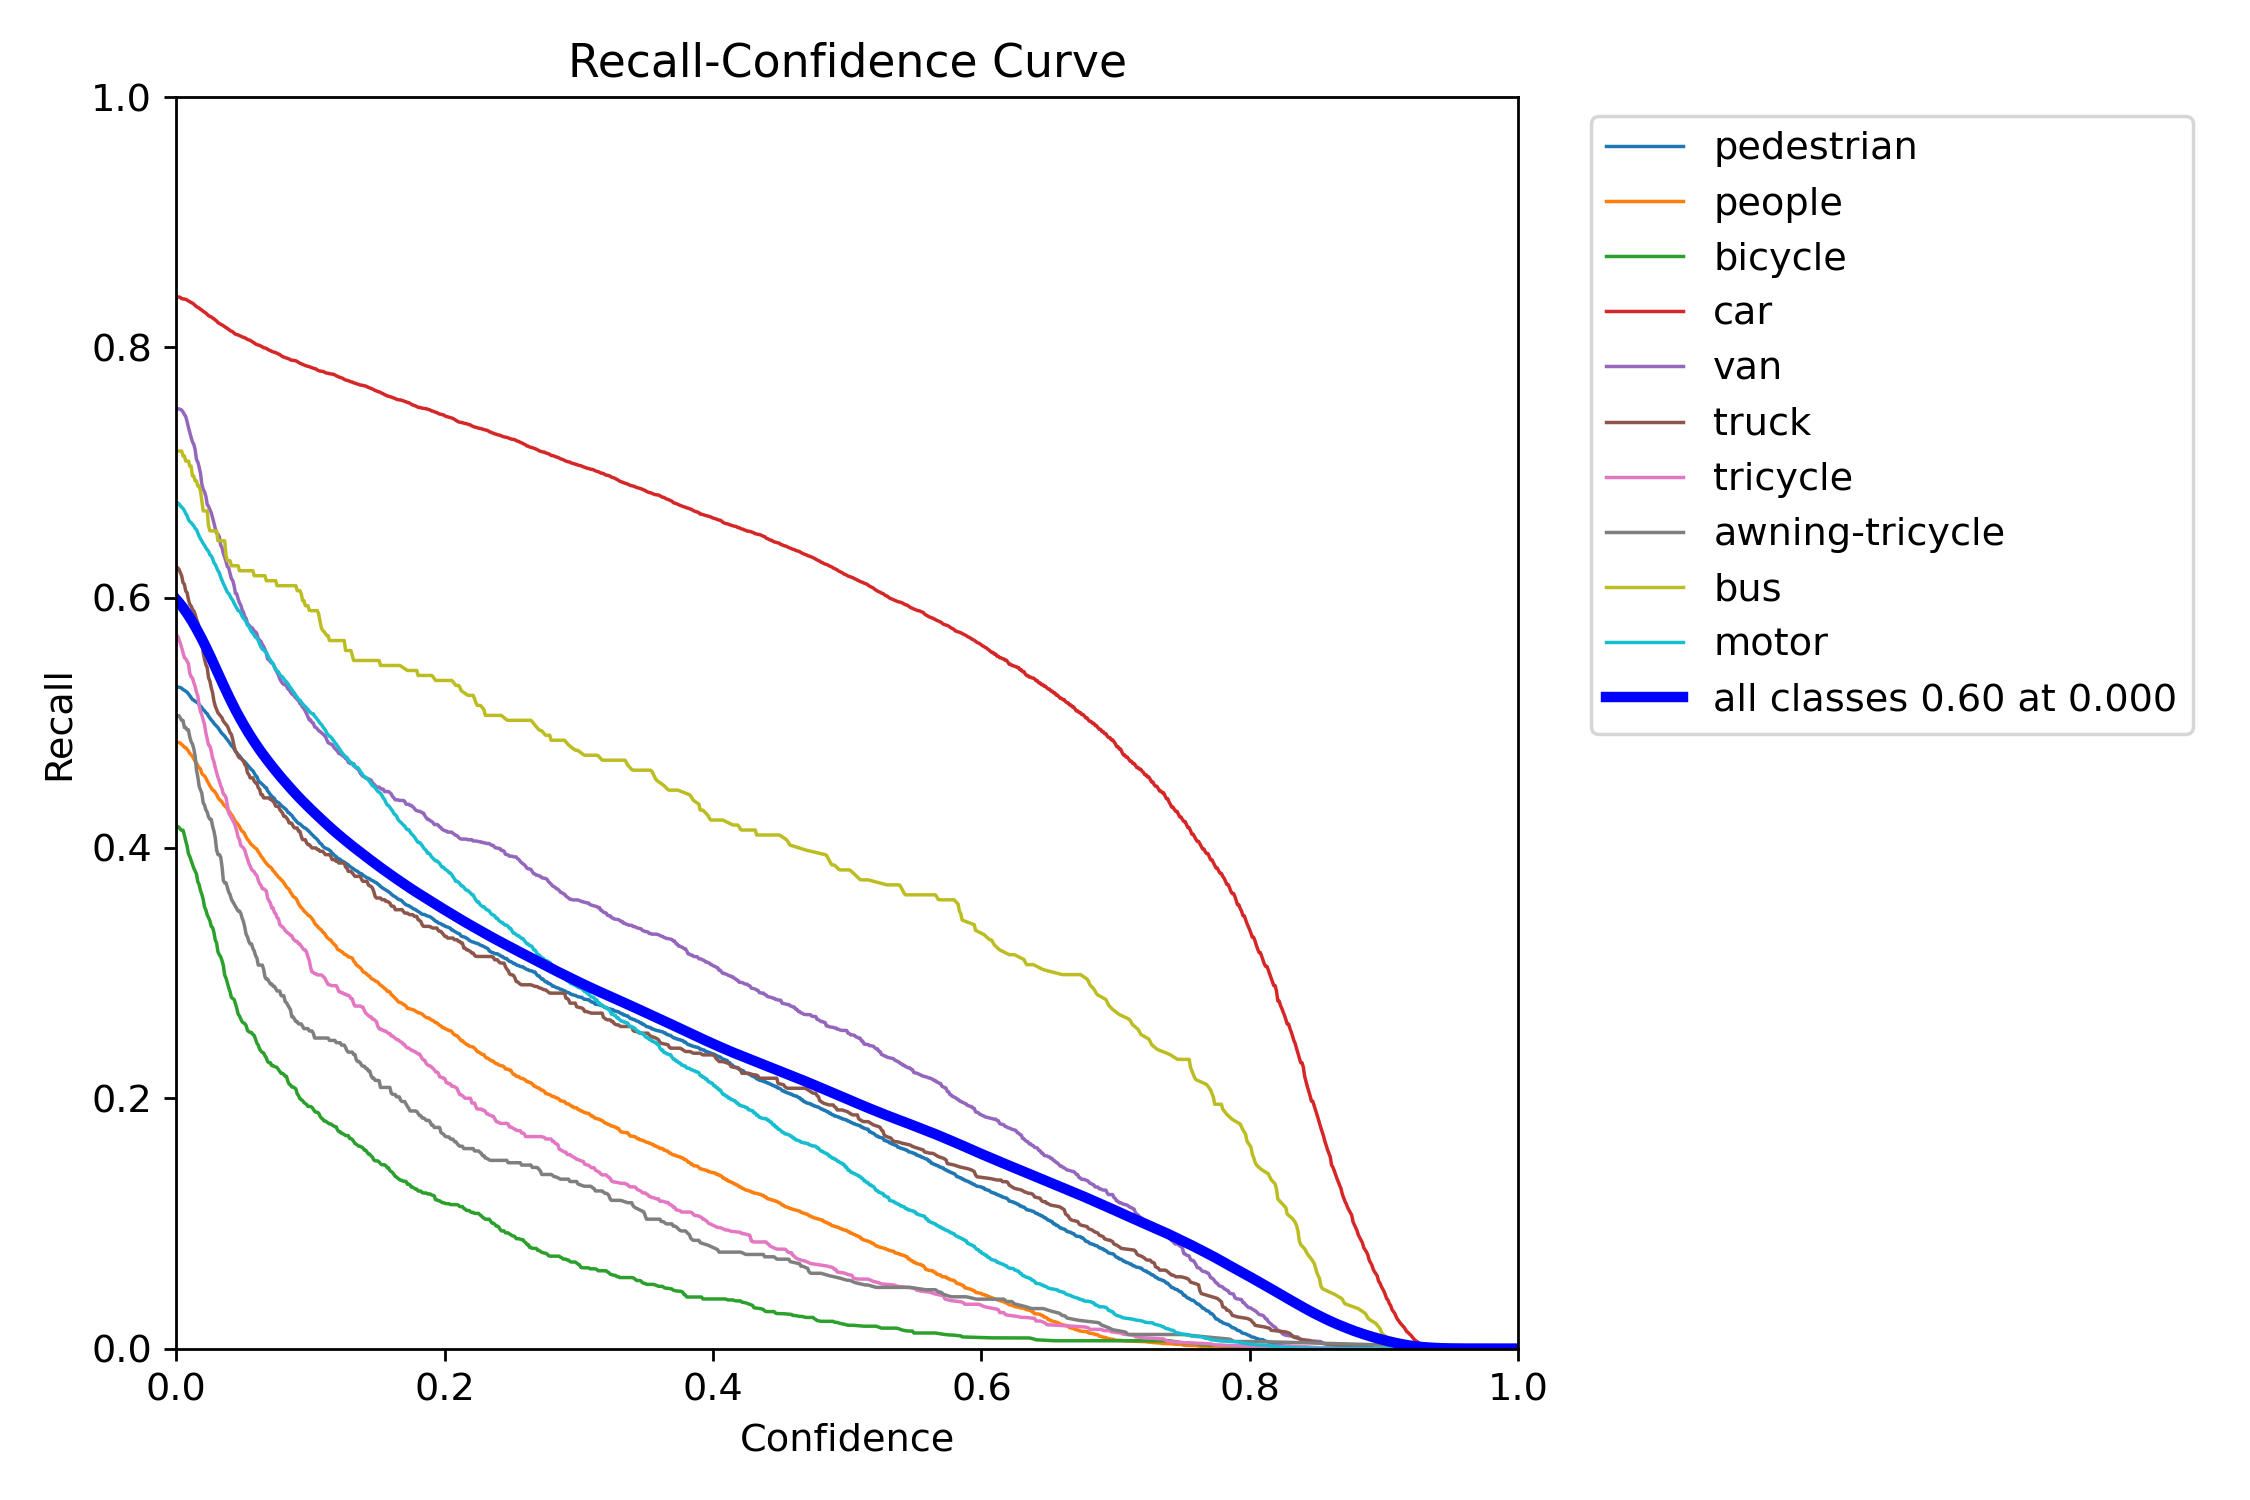 Recall-Confidence Curve
1.0
0.8
0.6
0.4
0.2
0.0
Recall
0.0 0.2 0.4 0.6 0.8 1.0
Confidence
pedestrian
people
bicycle
car
van
truck
tricycle
awning-tricycle
bus
motor
all classes 0.60 at 0.000